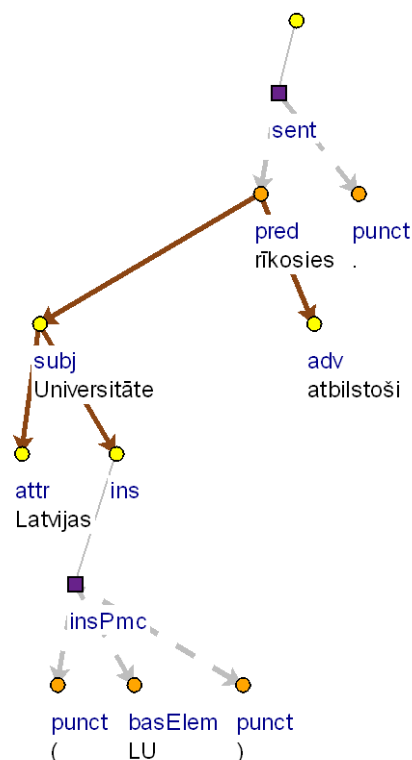 sent
pred punct
rīkosies .
subj adv
Universitāte atbilstoši
attr ins
Latvijas
insPmc
punct basElem punct
( LU )